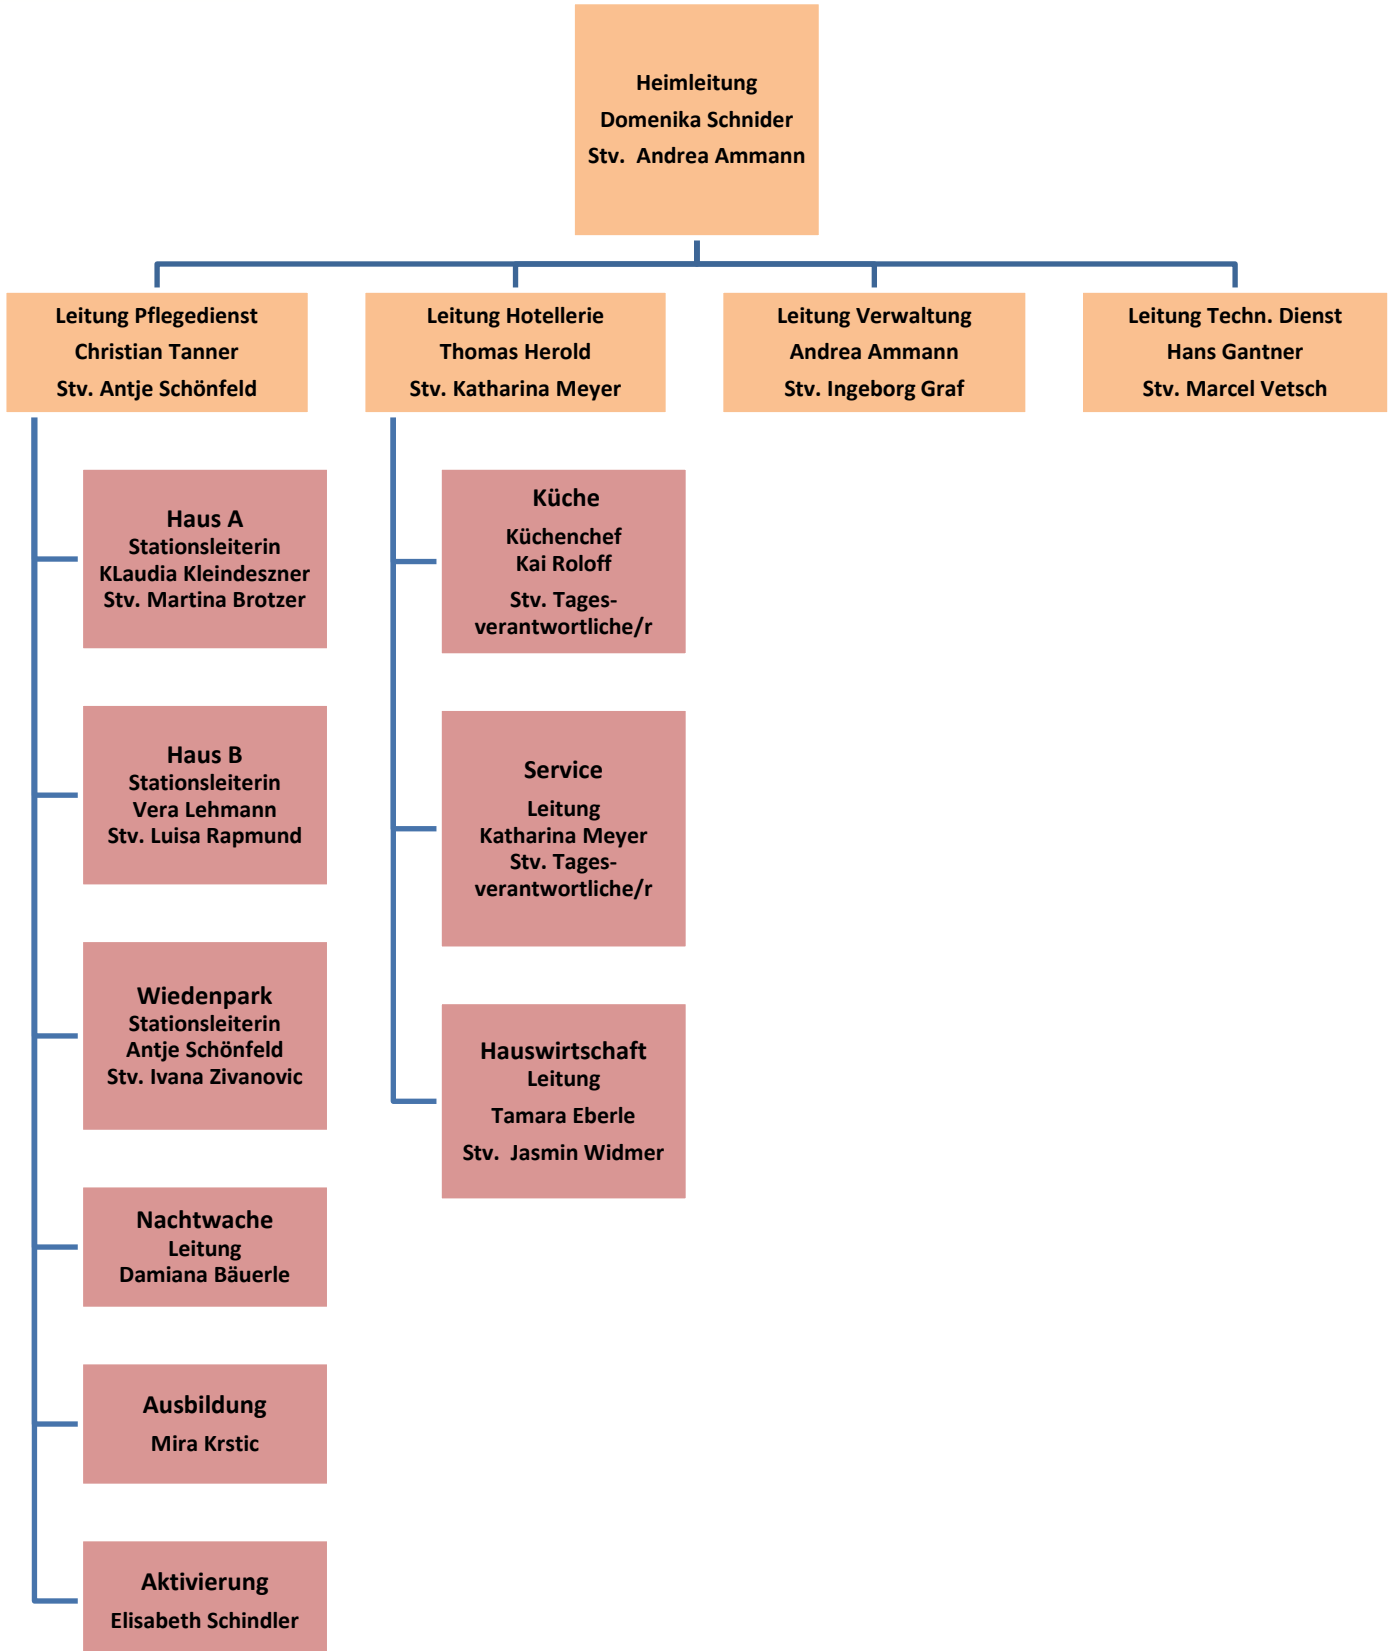 Heimleitung
Domenika Schnider
Stv.  Andrea Ammann
Leitung Pflegedienst
Christian Tanner
Stv. Antje Schönfeld
Leitung Hotellerie
Thomas Herold
Stv. Katharina Meyer
Leitung Verwaltung
Andrea Ammann
Stv. Ingeborg Graf
Leitung Techn. Dienst
Hans Gantner
Stv. Marcel Vetsch
Haus A
Stationsleiterin
KLaudia Kleindeszner
Stv. Martina Brotzer
Haus B
Stationsleiterin
Vera Lehmann
Stv. Luisa Rapmund
Wiedenpark
Stationsleiterin
Antje Schönfeld
Stv. Ivana Zivanovic
Nachtwache
Leitung
Damiana Bäuerle
Ausbildung
Mira Krstic
Aktivierung
Elisabeth Schindler
Küche
Küchenchef
Kai Roloff
Stv. Tages-
verantwortliche/r
Service
Leitung
Katharina Meyer
Stv. Tages-
verantwortliche/r
Hauswirtschaft
Leitung
Tamara Eberle
Stv.  Jasmin Widmer